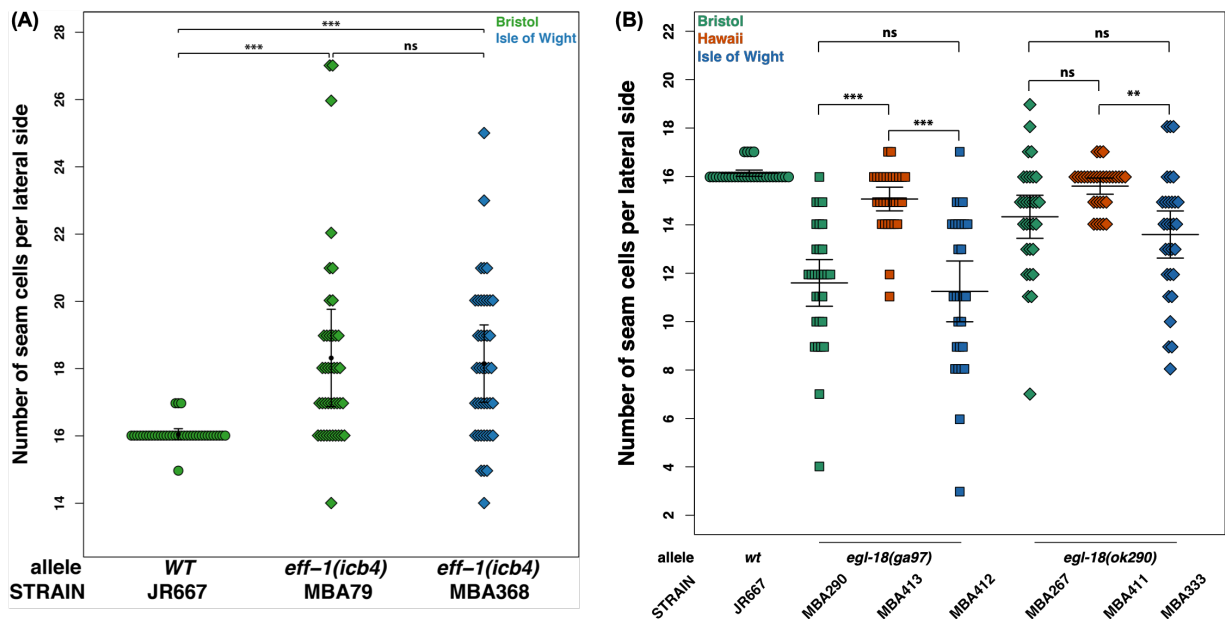 (A)
Bristol
Isle of Wight
***
***
ns
Number of seam cells per lateral side
28
26
24
22
20
18
16
14
allele WT eff-1(icb4) eff-1(icb4)
STRAIN JR667 MBA79 MBA368
(B)
Bristol
Hawaii
Isle of Wight
ns
ns
ns
**
***
***
Number of seam cells per lateral side
22
20
18
16
14
12
10
8
6
4
2
allele wt egl-18(ga97) egl-18(ok290)
STRAIN JR667 MBA290 MBA413 MBA412 MBA267 MBA411 MBA333